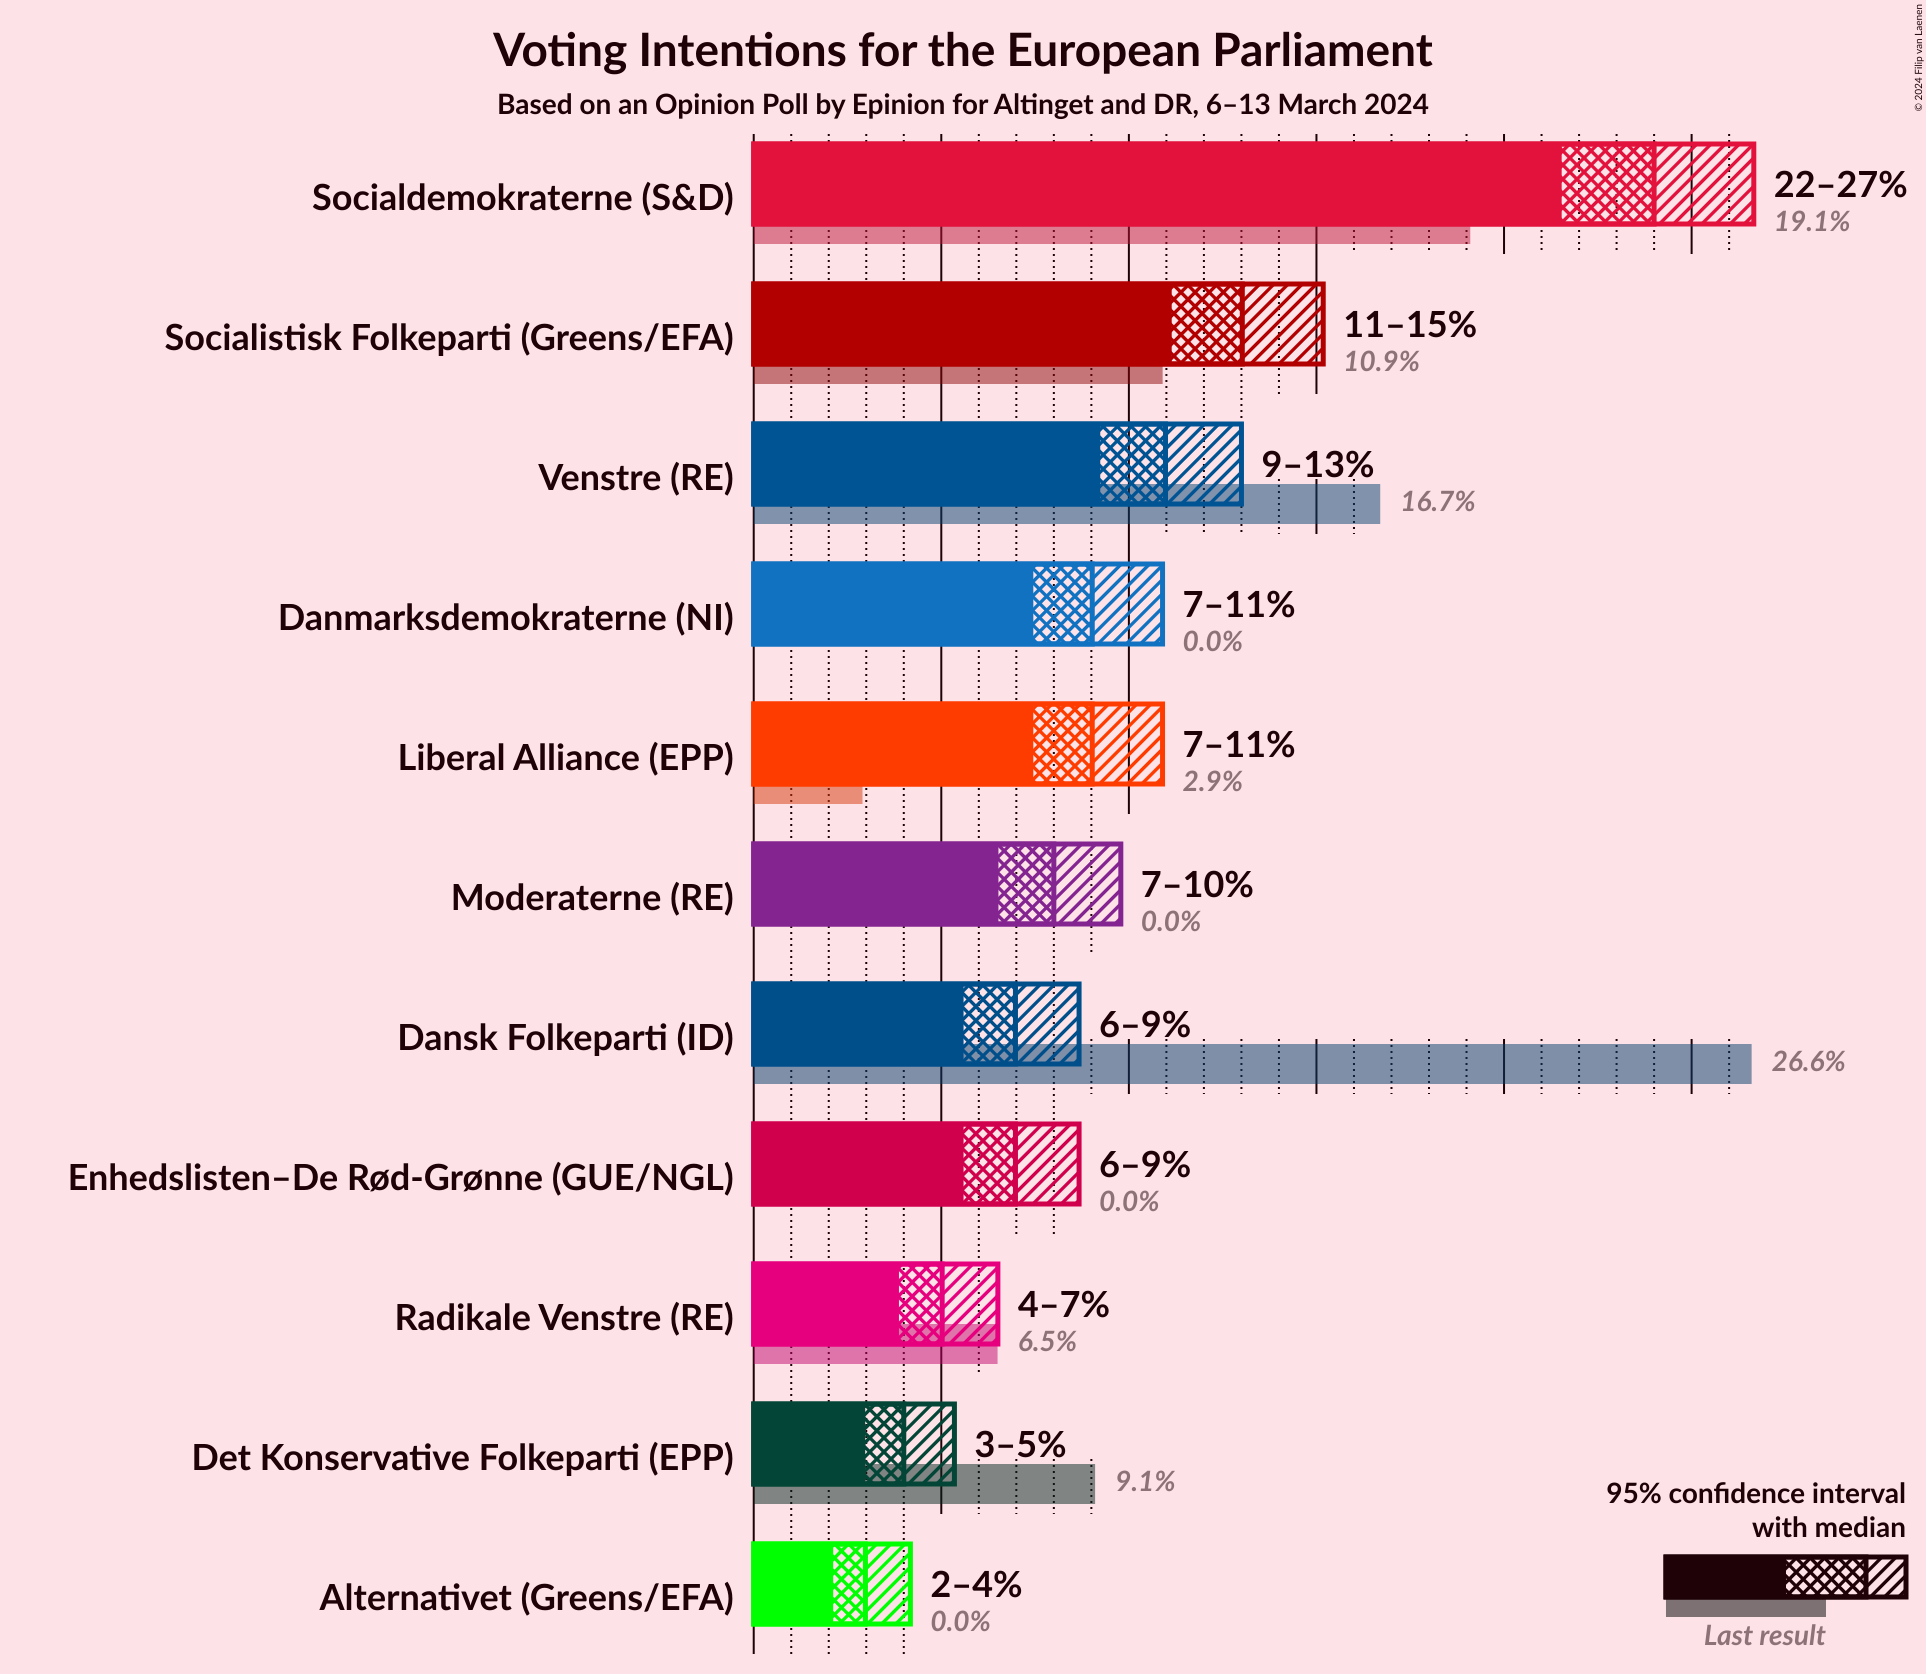 Voting Intentions for the European Parliament
Based on an Opinion Poll by Epinion for Altinget and DR, 6–13 March 2024
© 2024 Filip van Laenen
Socialdemokraterne (S&D)
22–27%
19.1%
Socialistisk Folkeparti (Greens/EFA)
11–15%
10.9%
Venstre (RE)
9–13%
16.7%
Danmarksdemokraterne (NI)
7–11%
0.0%
Liberal Alliance (EPP)
7–11%
2.9%
Moderaterne (RE)
7–10%
0.0%
Dansk Folkeparti (ID)
6–9%
26.6%
Enhedslisten–De Rød-Grønne (GUE/NGL)
6–9%
0.0%
Radikale Venstre (RE)
4–7%
6.5%
Det Konservative Folkeparti (EPP)
3–5%
9.1%
Alternativet (Greens/EFA)
2–4%
0.0%
95% confidence interval
with median
Last result